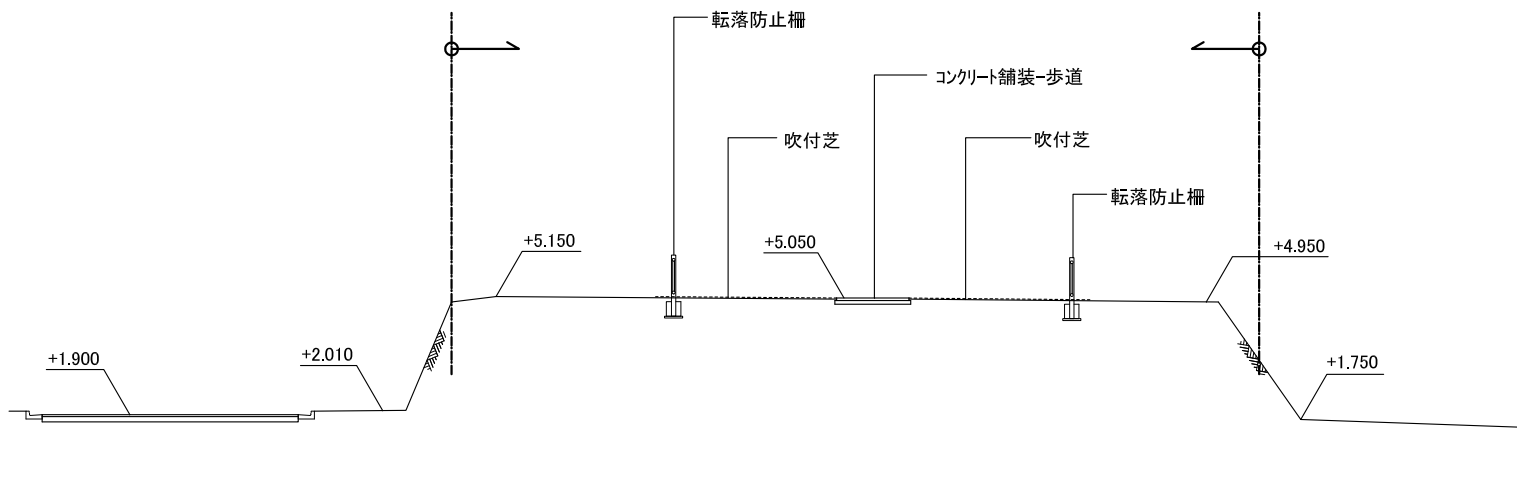 転落防止柵
コンクリート舗装-歩道
吹付芝
吹付芝
転落防止柵
+5.150
+5.050
+4.950
+1.900
+2.010
+1.750